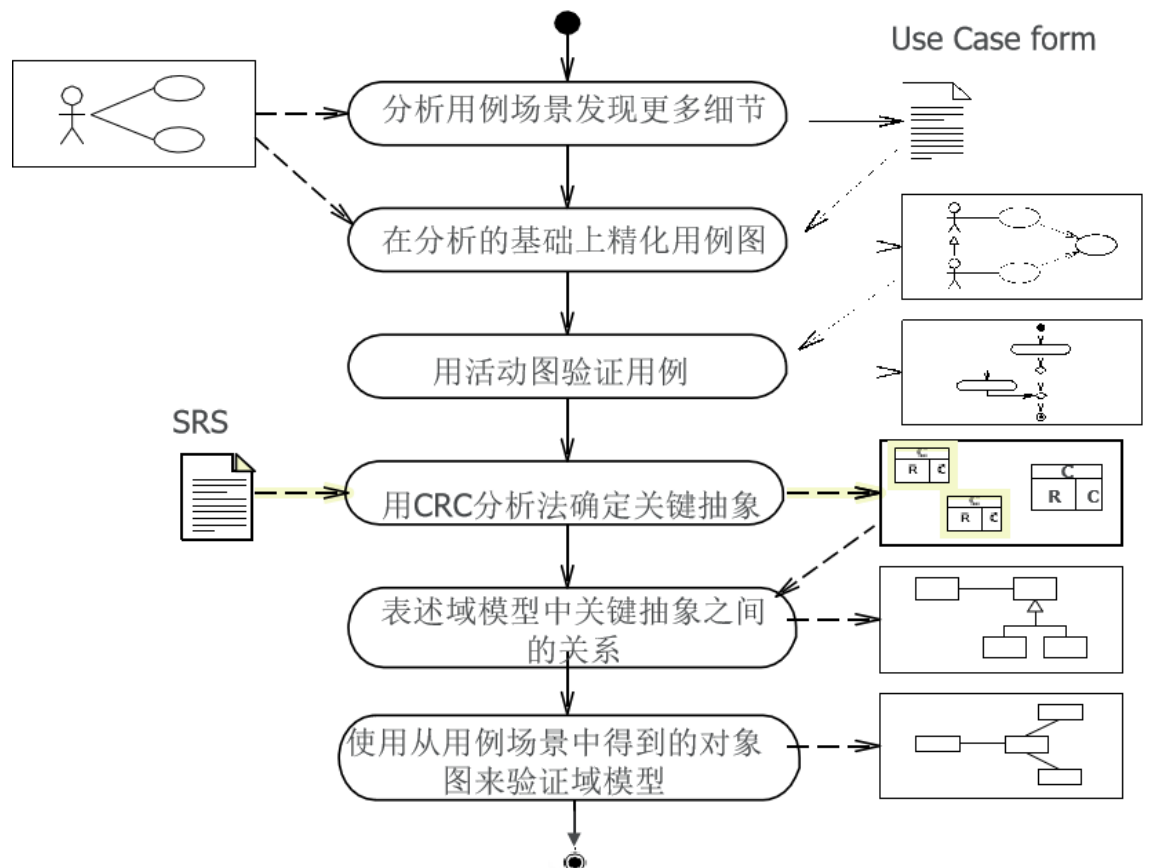 Use Case form
分析用例场景发现更多细节
在分析的基础上精化用例图
用活动图验证用例
SRS
用CRC分析法确定关键抽象
C
R C
C
R C
C
R C
表述域模型中关键抽象之间
的关系
使用从用例场景中得到的对象
图来验证域模型